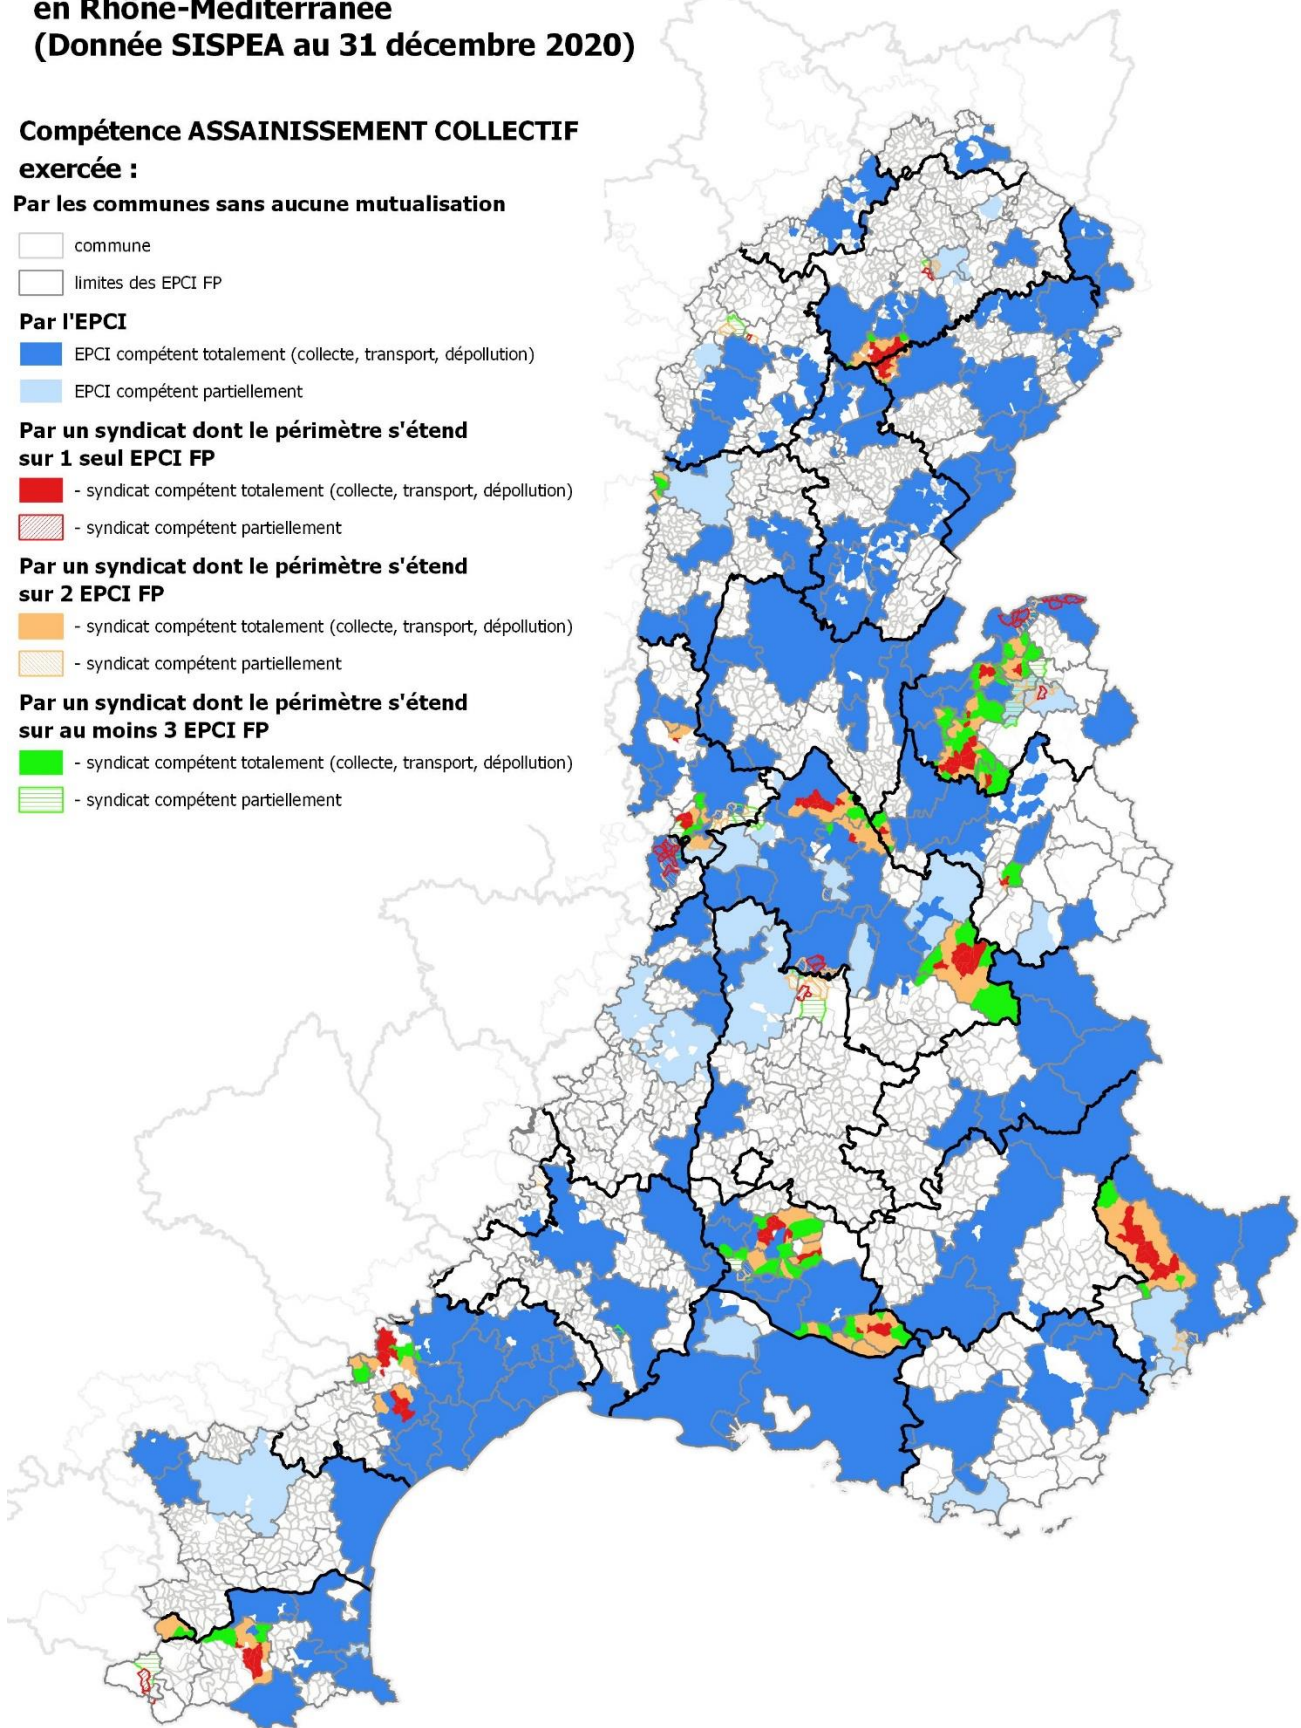 en Rhône-Méditerranée
(Donnée SISPEA au 31 décembre 2020)
Compétence ASSAINISSEMENT COLLECTIF
exercée :
Par les communes sans aucune mutualisation
commune
limites des EPCI FP
Par l'EPCI
EPCI compétent totalement (collecte, transport, dépollution)
EPCI compétent partiellement
Par un syndicat dont le périmètre s'étend
sur 1 seul EPCI FP
- syndicat compétent totalement (collecte, transport, dépollution)
- syndicat compétent partiellement
Par un syndicat dont le périmètre s'étend
sur 2 EPCI FP
- syndicat compétent totalement (collecte, transport, dépollution)
- syndicat compétent partiellement
Par un syndicat dont le périmètre s'étend
sur au moins 3 EPCI FP
- syndicat compétent totalement (collecte, transport, dépollution)
- syndicat compétent partiellement